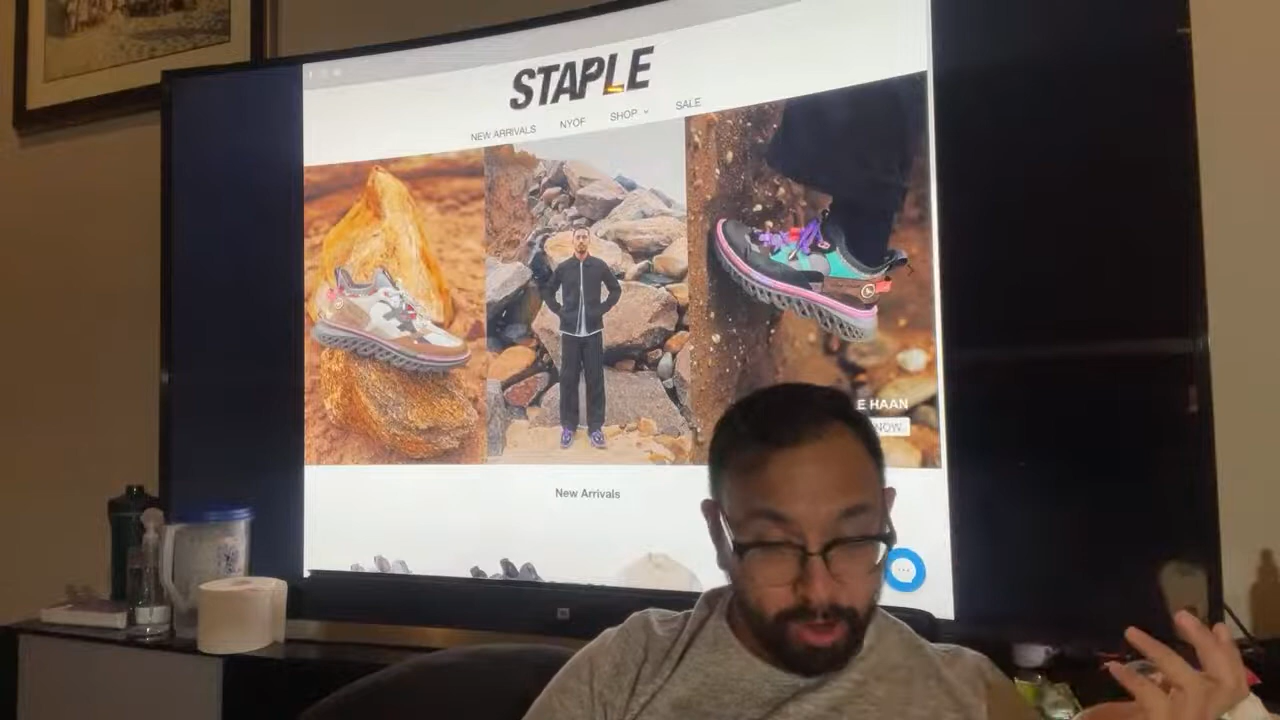 STAPLE
NEW ARRIVALS NYOF SHOP SALE
E HAAN
NOW
New Arrivals